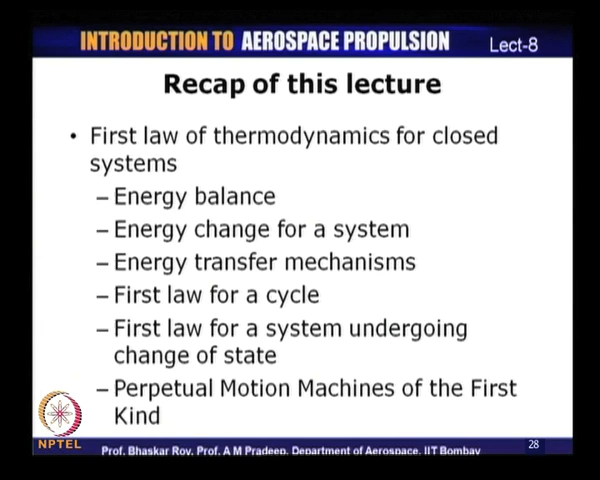 INTRODUCTION TO AEROSPACE PROPULSION Lect-8
Recap of this lecture
• First law of thermodynamics for closed
systems
– Energy balance
– Energy change for a system
– Energy transfer mechanisms
– First law for a cycle
– First law for a system undergoing
change of state
– Perpetual Motion Machines of the First
Kind
NPTEL
Prof. Bhaskar Roy, Prof. A M Pradeep, Department of Aerospace, IIT Bombay 28